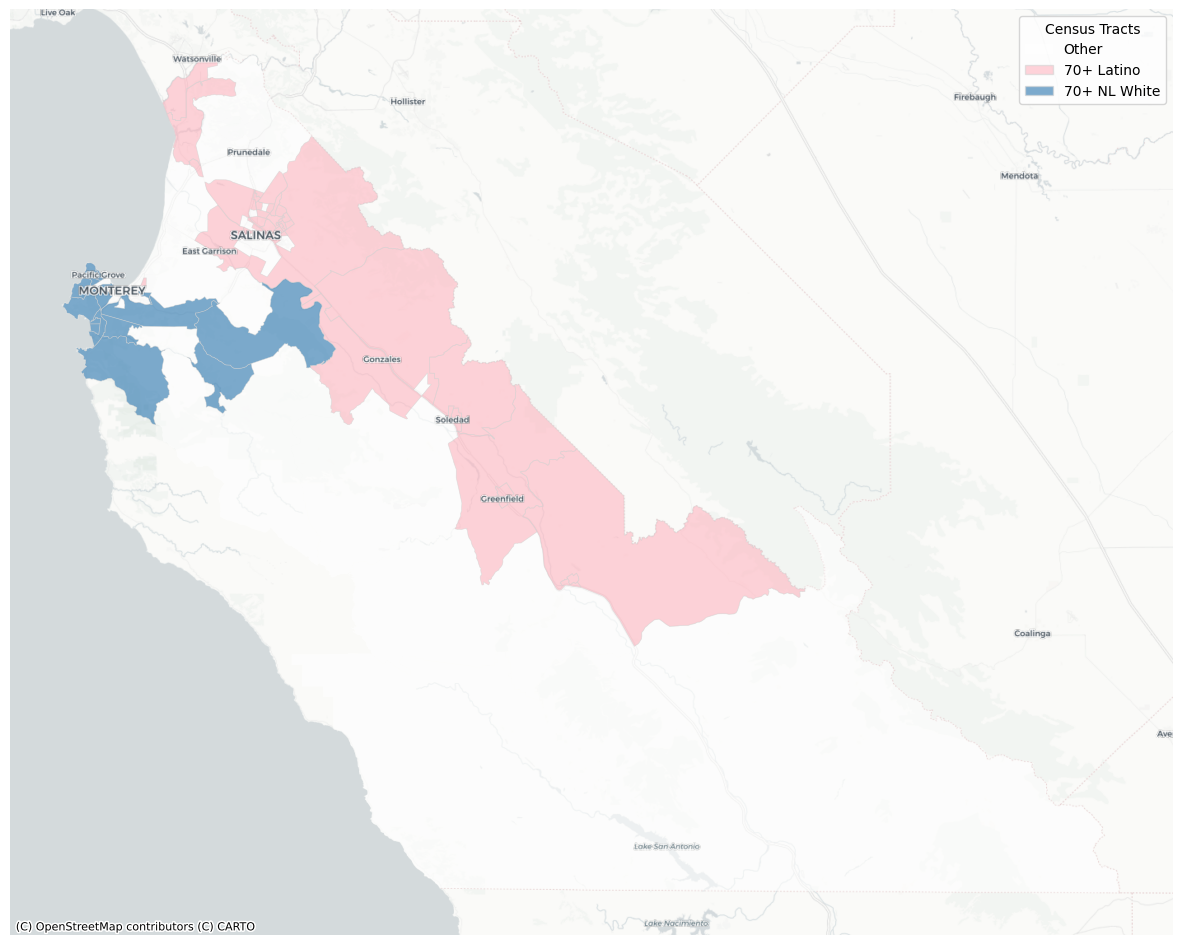 Live Oak
Census Tracts
Other
70+ Latino
70+ NL White
Watsonville
Hollister
Firebaugh
Prunedale
Mendota
SALINAS
East Garrison
Pacific Grove
MONTEREY
Gonzales
Soledad
Greenfield
Coalinga
Ave
Lake San Antonio
Lake Nacimiento
(C) OpenStreetMap contributors (C) CARTO